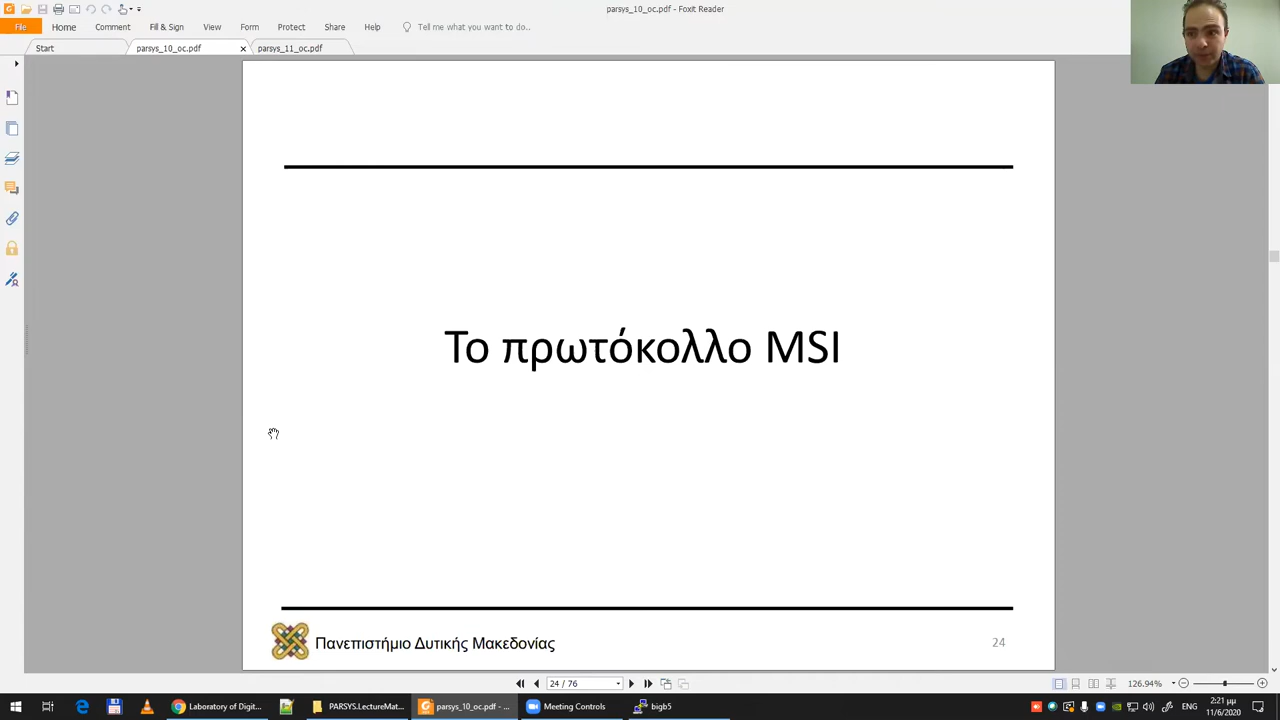 parsys_10_oc.pdf - Foxit Reader
File Home Comment Fill & Sign View Form Protect Share Help Tell me what you want to do..
Start parsys_10_oc.pdf parsys_11_oc.pdf
Το πρωτόκολλο MSI
Πανεπιστήμιο Δυτικής Μακεδονίας
24
24 / 76
126.94%
Laboratory of Digit... PARSYS.LectureMat... parsys_10_oc.pdf - ... Meeting Controls bigb5
ENG
2:21 μμ
11/6/2020